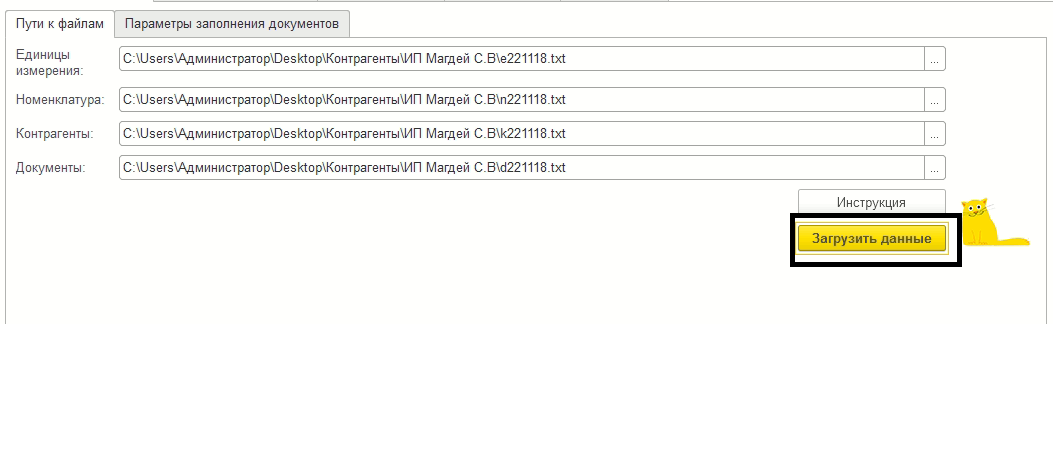 Пути к файлам
Параметры заполнения документов
Единицы
измерения:
C:\Users\Администратор\Desktop\Контрагенты\ИП Магдей С.В\e221118.txt
...
Номенклатура:
C:\Users\Администратор\Desktop\Контрагенты\ИП Магдей С.В\n221118.txt
...
Контрагенты:
C:\Users\Администратор\Desktop\Контрагенты\ИП Магдей С.В\k221118.txt
...
Документы:
C:\Users\Администратор\Desktop\Контрагенты\ИП Магдей С.В\d221118.txt
...
Инструкция
Загрузить данные